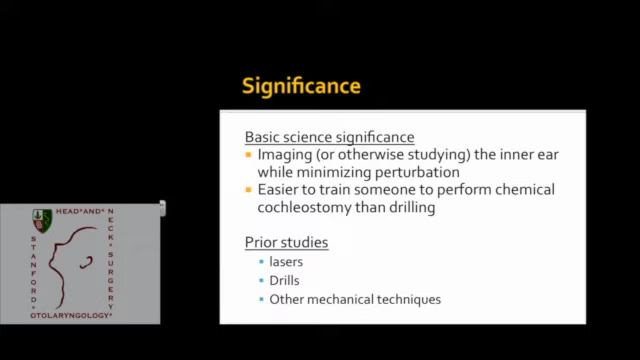 Significance
Basic science significance
Imaging (or otherwise studying) the inner ear
while minimizing perturbation
Easier to train someone to perform chemical
cochleostomy than drilling
Prior studies
lasers
Drills
Other mechanical techniques
HEAD*AND*
NECK*SURGERY
STANFORD
OTOLARYNGOLOGY*